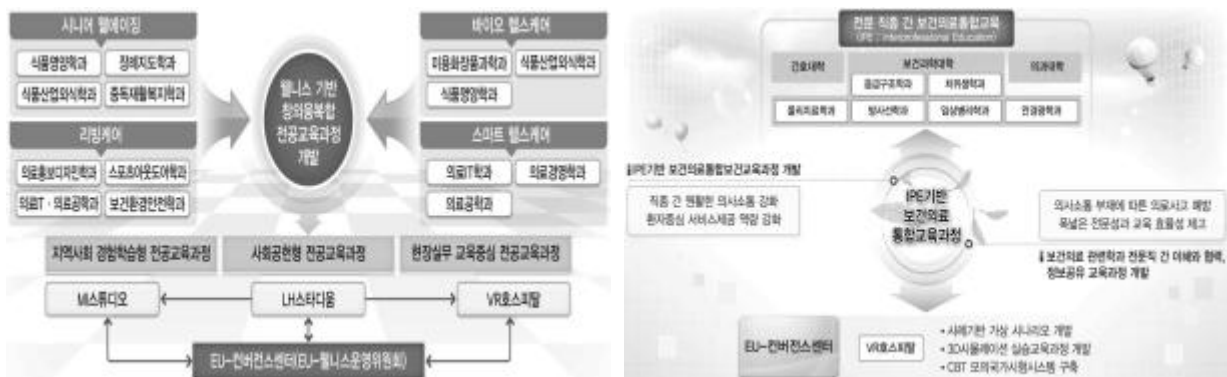 시니어 웰에이징
식품영양학과
장례지도학과
식품산업외식학과
중독재활복지학과
리빙케어
의료홍보디자인학과
스포츠아웃도어학과
의료IT · 의료공학과
보건환경안전학과
웰니스 기반
창의융복합
전공교육과정
개발
바이오 헬스케어
미용화장품과학과
식품산업외식학과
식품영양학과
스마트 헬스케어
의료IT학과
의료경영학과
의료공학과
지역사회 경험학습형 전공교육과정
사회공헌형 전공교육과정
현장실무 교육중심 전공교육과정
MI스튜디오
LH스타디움
VR호스피탈
EU-컨버전스센터(EU-웰니스운영위원회)
전문 직종 간 보건의료통합교육
(IPE : Interprofessional Education)
간호대학
보건과학대학
의과대학
응급구조학과
치위생학과
물리치료학과
방사선학과
임상병리학과
안경광학과
IPE기반 보건의료통합보건교육과정 개발
직종 간 원활한 의사소통 강화
환자중심 서비스제공 역량 강화
IPE기반
보건의료
통합교육과정
의사소통 부재에 따른 의료사고 예방
폭넓은 전문성과 교육 효율성 제고
보건의료 관련학과 전문직 간 이해와 협력,
정보공유 교육과정 개발
EU-컨버전스센터
VR호스피탈
• 사례기반 가상 시나리오 개발
• 3D시뮬레이션 실습교육과정 개발
• CBT 모의국가시험시스템 구축